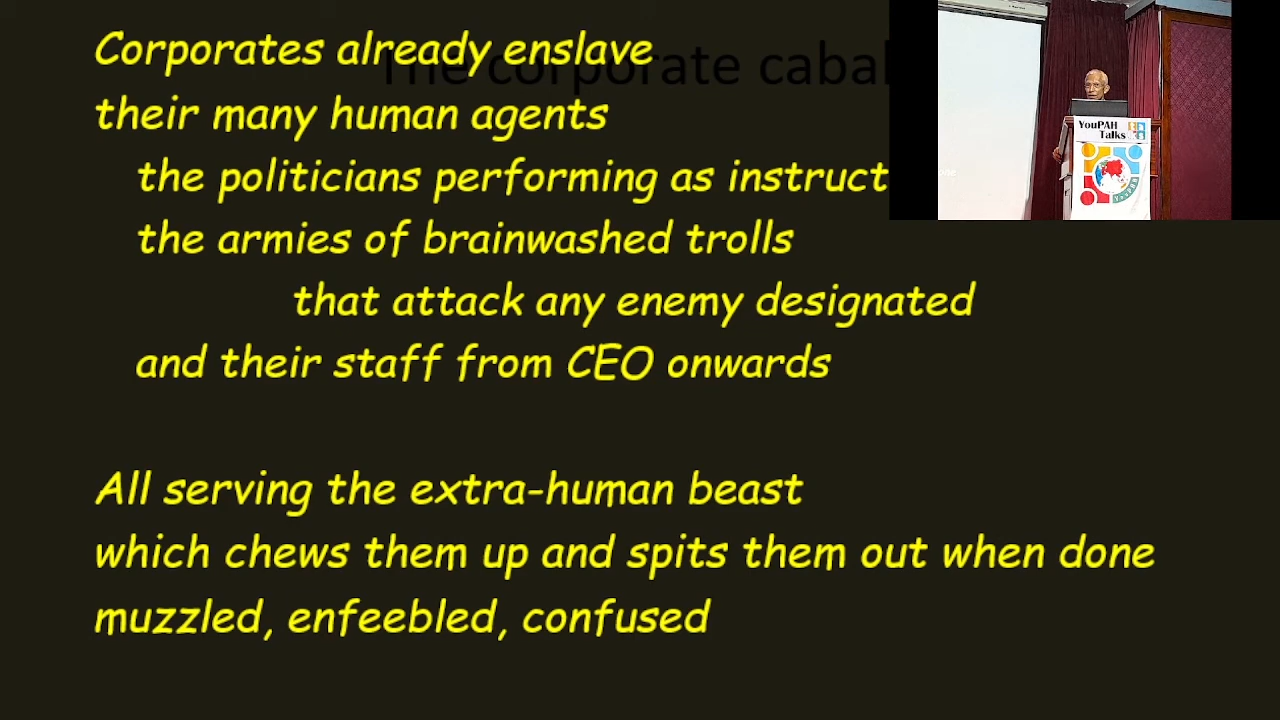 The corporate cabal
Corporates already enslave
their many human agents
the politicians performing as instruct
the armies of brainwashed trolls
that attack any enemy designated
and their staff from CEO onwards
All serving the extra-human beast
which chews them up and spits them out when done
muzzled, enfeebled, confused
YouPAH
Talks